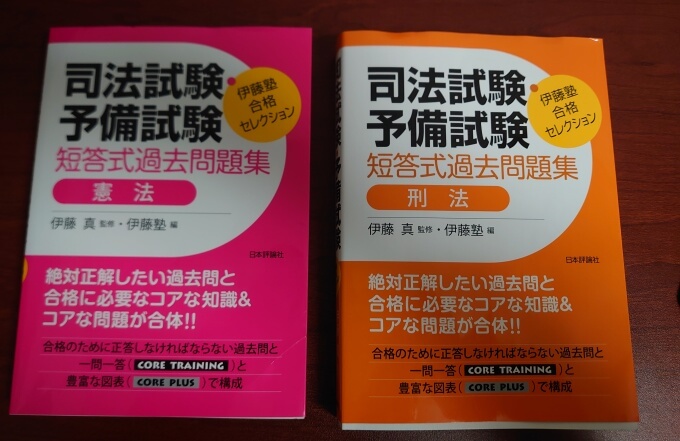 司法試験・
予備試験
伊藤塾
合格
セレクション
短答式過去問題集
憲法
伊藤 真 監修・伊藤塾 編
日本評論社
絶対正解したい過去問と
合格に必要なコアな知識&
コアな問題が合体!!
合格のために正答しなければならない過去問と
一問一答(CORE TRAINING)と
豊富な図表(CORE PLUS)で構成
司法試験・
予備試験
伊藤塾
合格
セレクション
短答式過去問題集
刑法
伊藤 真 監修・伊藤塾 編
日本評論社
絶対正解したい過去問と
合格に必要なコアな知識&
コアな問題が合体!!
合格のために正答しなければならない過去問と
一問一答(CORE TRAINING)と
豊富な図表(CORE PLUS)で構成